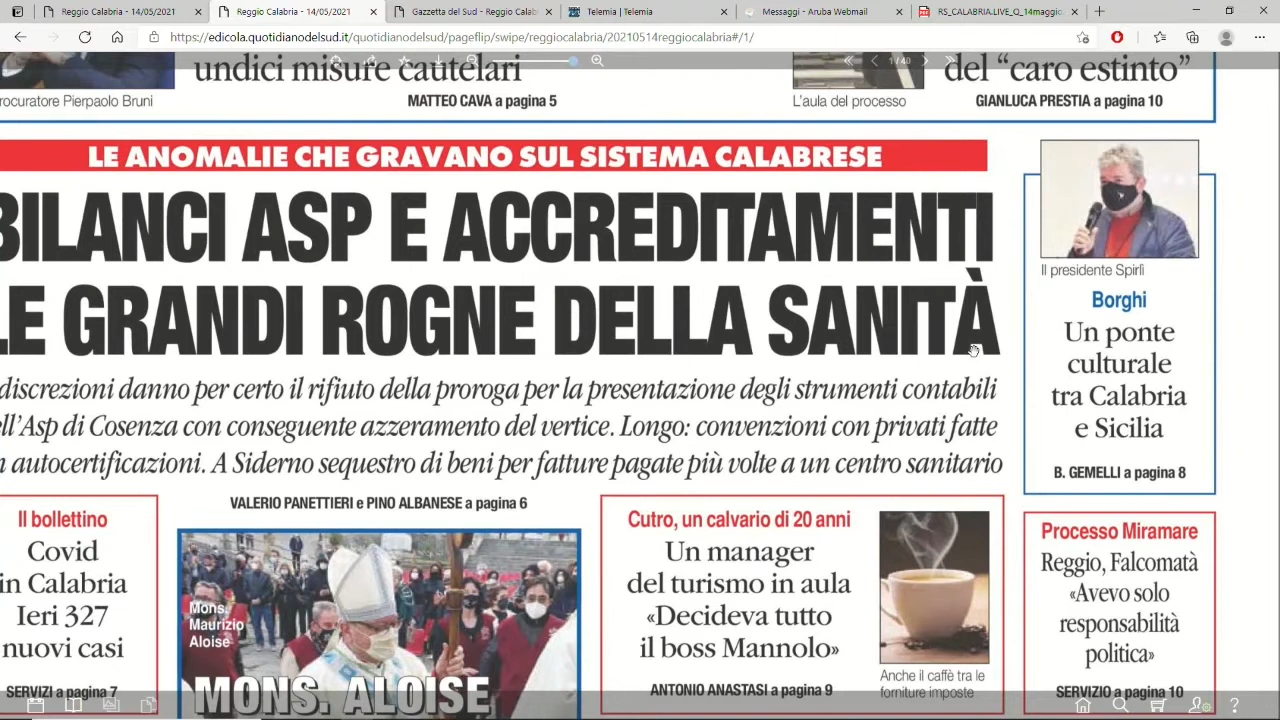 Reggio Calabria - 14/05/2021
Reggio Calabria - 14/05/2021
Gazzetta del Sud - Reggio Calab
Telemia | Telemia
Messaggi - Aruba Webmail
RS_CALABRIA.LIVE_Q_14maggio
https://edicola.quotidianodelsud.it/quotidianodelsud/pageflip/swipe/reggiocalabria/20210514reggiocalabria#/1/
1 / 40
undici misure cautelari
rocuratore Pierpaolo Bruni
MATTEO CAVA a pagina 5
del “caro estinto”
L'aula del processo
GIANLUCA PRESTIA a pagina 10
LE ANOMALIE CHE GRAVANO SUL SISTEMA CALABRESE
BILANCI ASP E ACCREDITAMENTI
LE GRANDI ROGNE DELLA SANITÀ
discrezioni danno per certo il rifiuto della proroga per la presentazione degli strumenti contabili
ell’Asp di Cosenza con conseguente azzeramento del vertice. Longo: convenzioni con privati fatte
n autocertificazioni. A Siderno sequestro di beni per fatture pagate più volte a un centro sanitario
VALERIO PANETTIERI e PINO ALBANESE a pagina 6
Il presidente Spirlì
Borghi
Un ponte
culturale
tra Calabria
e Sicilia
B. GEMELLI a pagina 8
Il bollettino
Covid
in Calabria
Ieri 327
nuovi casi
SERVIZI a pagina 7
Mons.
Maurizio
Aloise
MONS. ALOISE
Cutro, un calvario di 20 anni
Un manager
del turismo in aula
«Decideva tutto
il boss Mannolo»
ANTONIO ANASTASI a pagina 9
Anche il caffè tra le
forniture imposte
Processo Miramare
Reggio, Falcomatà
«Avevo solo
responsabilità
politica»
SERVIZIO a pagina 10